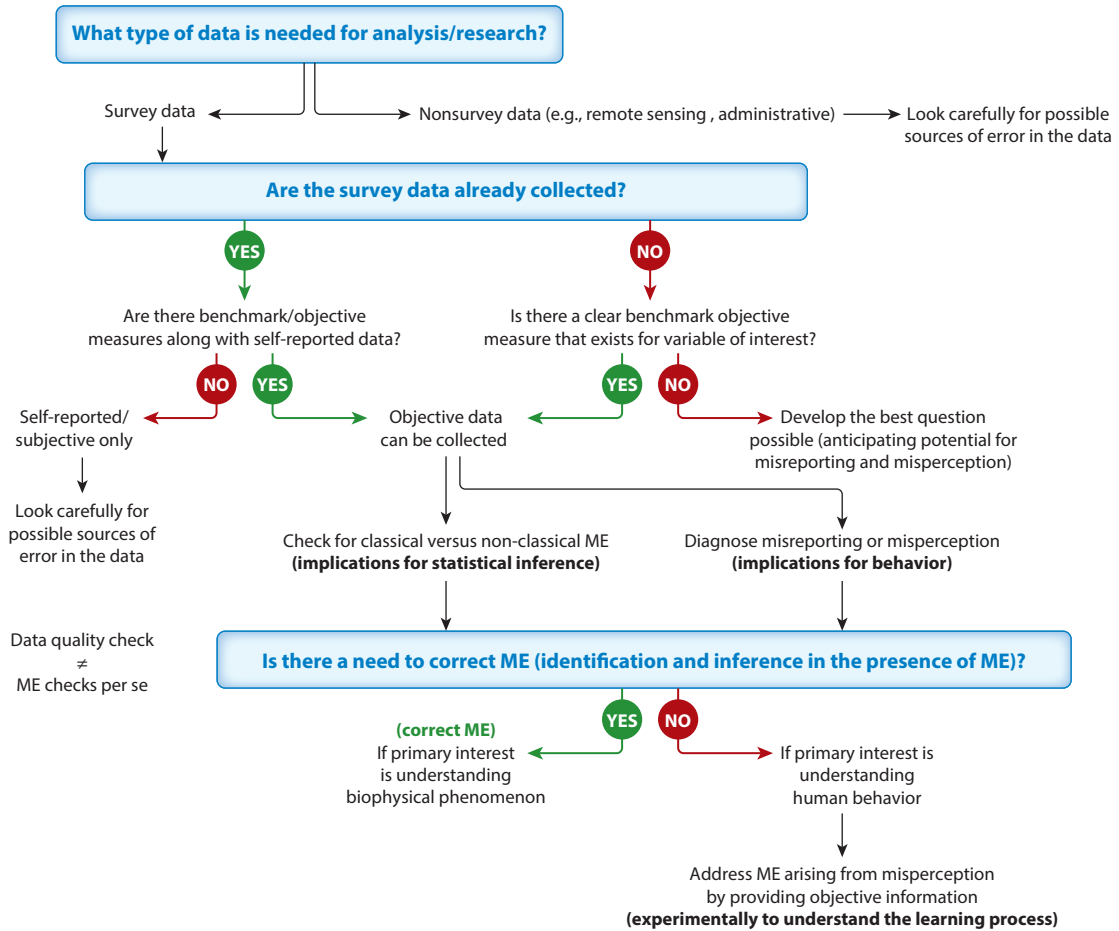 What type of data is needed for analysis/research?
Survey data
Nonsurvey data (e.g., remote sensing , administrative)
Look carefully for possible
sources of error in the data
Are the survey data already collected?
YES
NO
Are there benchmark/objective
measures along with self-reported data?
Is there a clear benchmark objective
measure that exists for variable of interest?
NO
YES
YES
NO
Self-reported/
subjective only
Objective data
can be collected
Develop the best question
possible (anticipating potential for
misreporting and misperception)
Look carefully for
possible sources of
error in the data
Check for classical versus non-classical ME
(implications for statistical inference)
Diagnose misreporting or misperception
(implications for behavior)
Data quality check
≠
ME checks per se
Is there a need to correct ME (identification and inference in the presence of ME)?
YES
NO
(correct ME)
If primary interest
is understanding
biophysical phenomenon
If primary interest is
understanding
human behavior
Address ME arising from misperception
by providing objective information
(experimentally to understand the learning process)